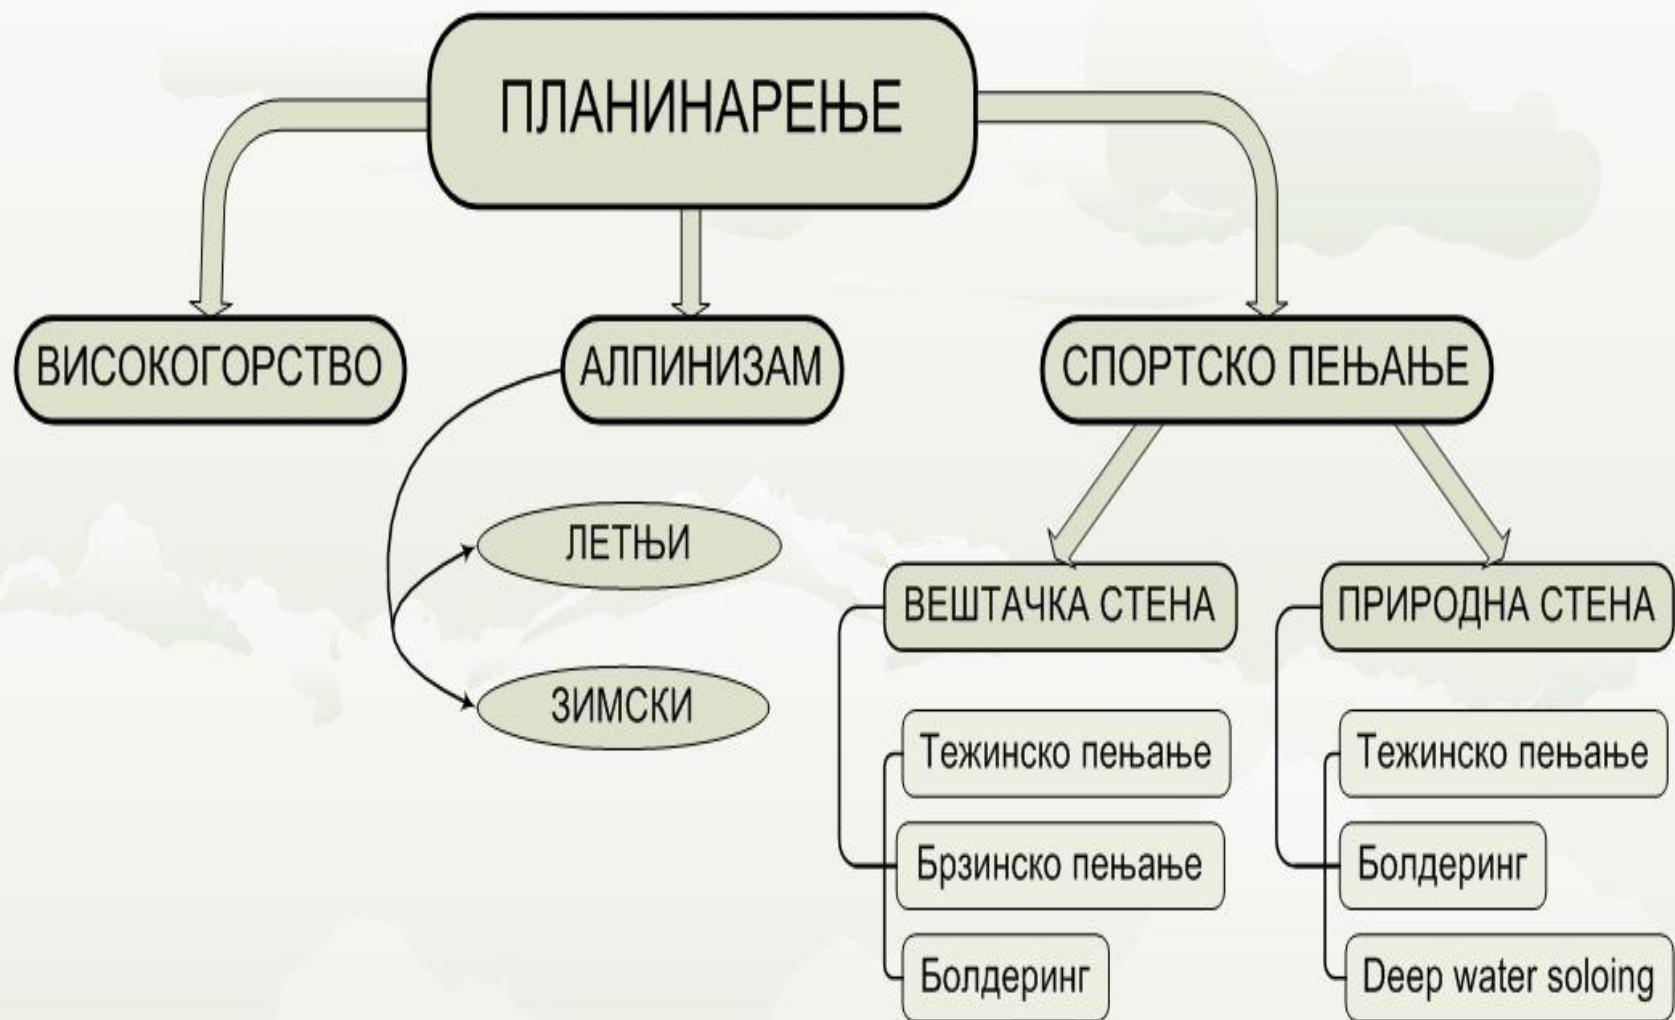 ПЛАНИНАРЕЊЕ
ВИСОКОГОРСТВО
АЛПИНИЗАМ
СПОРТСКО ПЕЊАЊЕ
ЛЕТЊИ
ЗИМСКИ
ВЕШТАЧКА СТЕНА
Тежинско пењање
Брзинско пењање
Болдеринг
ПРИРОДНА СТЕНА
Тежинско пењање
Болдеринг
Deep water soloing